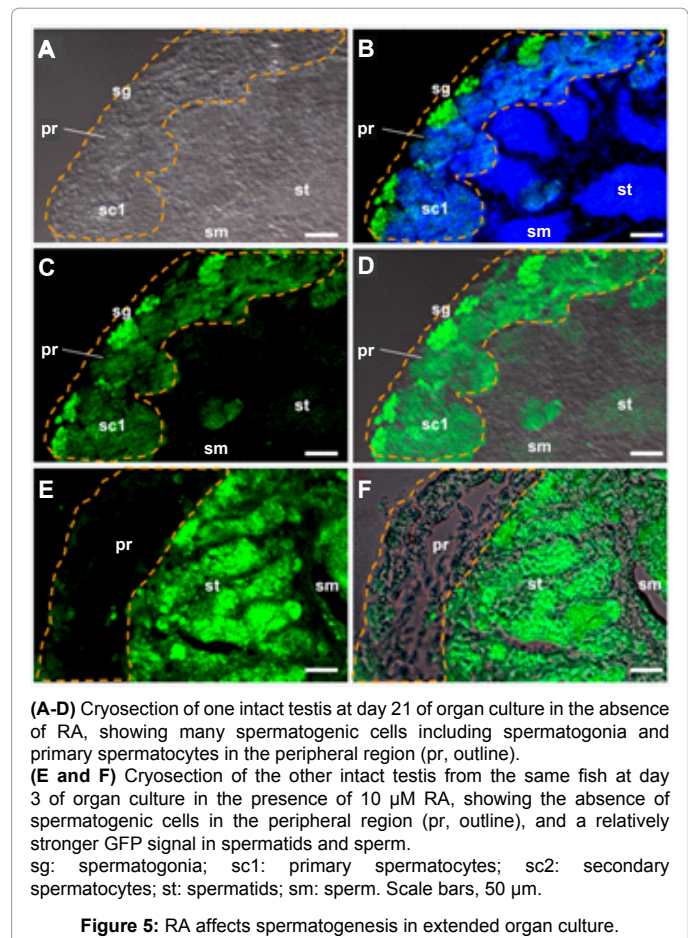 A
sg
pr
sc1
st
sm
B
sg
pr
sc1
st
sm
C
sg
pr
sc1
st
sm
D
sg
pr
sc1
st
sm
E
pr
st
sm
F
pr
st
sm
(A-D) Cryosection of one intact testis at day 21 of organ culture in the absence
of RA, showing many spermatogenic cells including spermatogonia and
primary spermatocytes in the peripheral region (pr, outline).
(E and F) Cryosection of the other intact testis from the same fish at day
3 of organ culture in the presence of 10 µM RA, showing the absence of
spermatogenic cells in the peripheral region (pr, outline), and a relatively
stronger GFP signal in spermatids and sperm.
sg: spermatogonia; sc1: primary spermatocytes; sc2: secondary
spermatocytes; st: spermatids; sm: sperm. Scale bars, 50 µm.
Figure 5: RA affects spermatogenesis in extended organ culture.